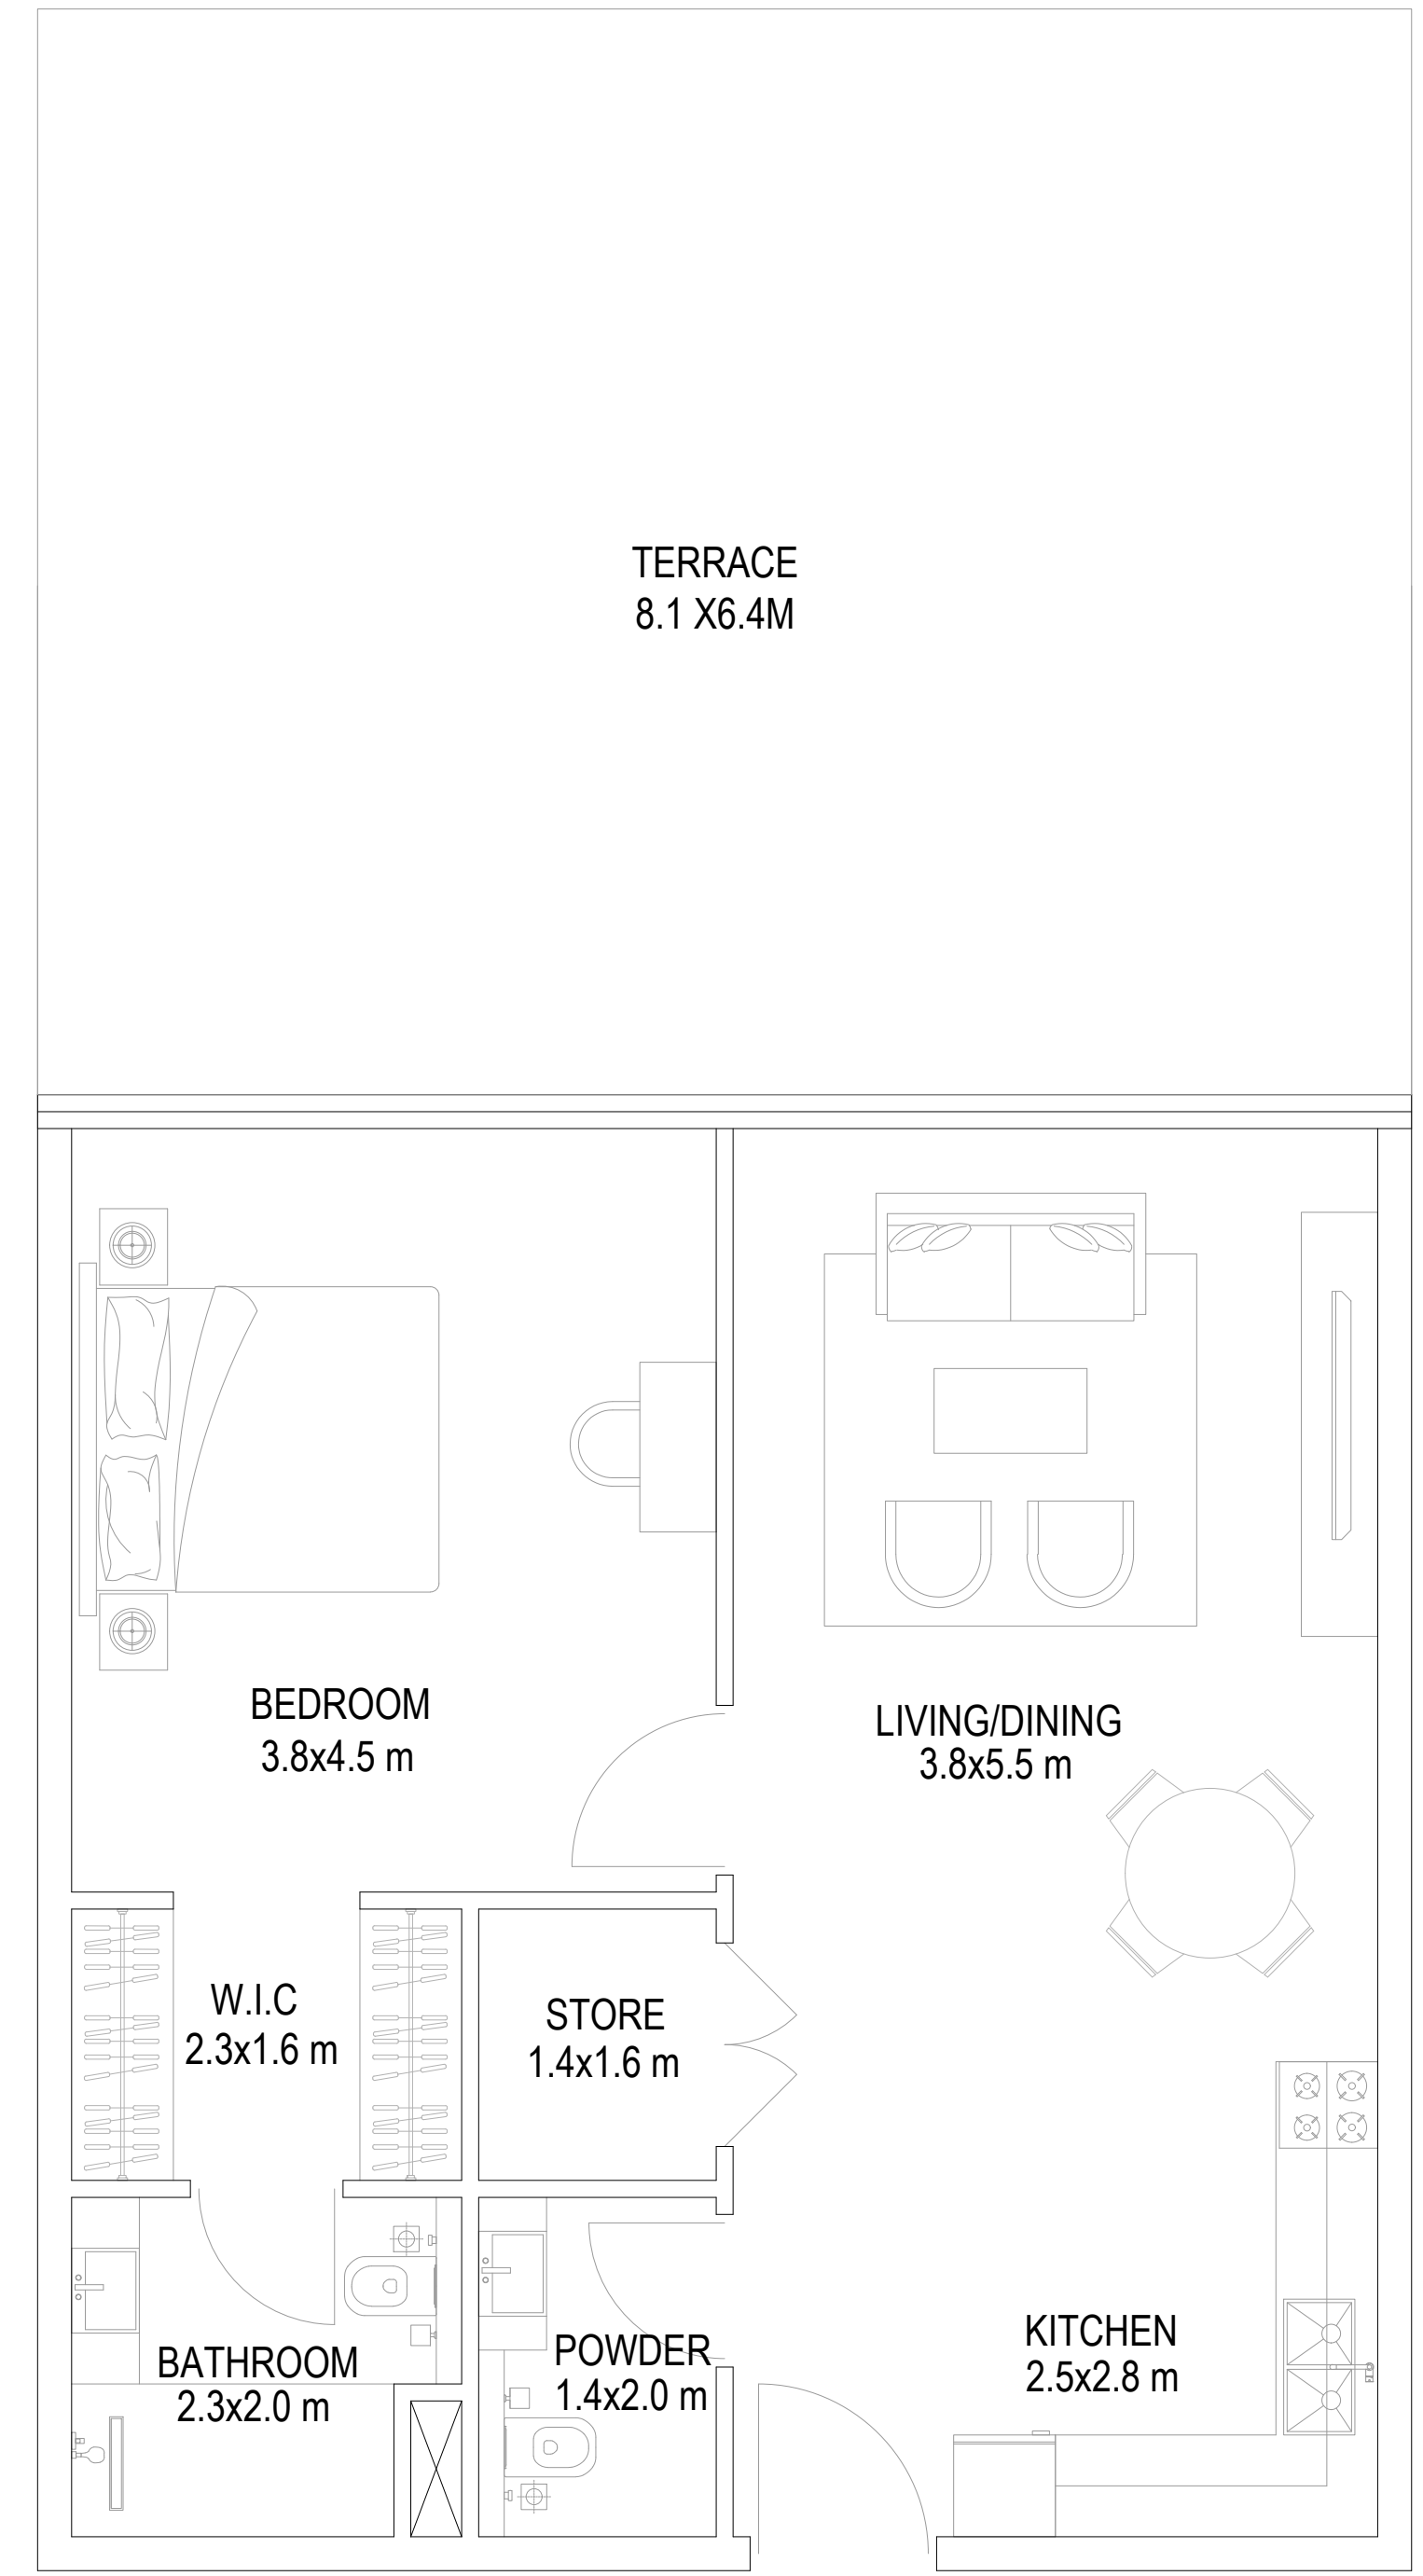 TERRACE
8.1 X6.4M
BEDROOM
3.8x4.5 m
LIVING/DINING
3.8x5.5 m
W.I.C
2.3x1.6 m
STORE
1.4x1.6 m
BATHROOM
2.3x2.0 m
POWDER
1.4x2.0 m
KITCHEN
2.5x2.8 m